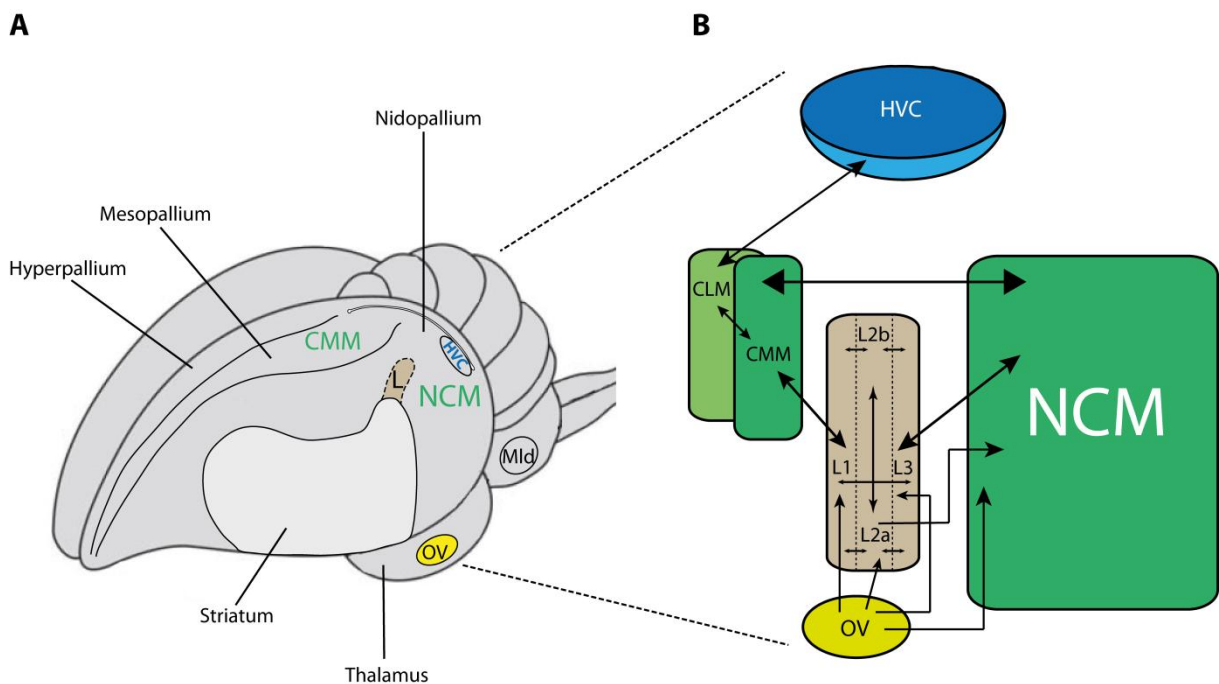 A
B
Nidopallium
Mesopallium
Hyperpallium
CMM
HVC
L
NCM
Mld
OV
Striatum
Thalamus
HVC
CLM
CMM
L2b
L1
L3
L2a
NCM
OV